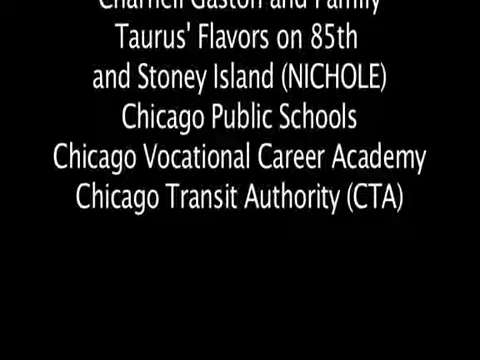 Charnell Gaston and Family
Taurus' Flavors on 85th
and Stoney Island (NICHOLE)
Chicago Public Schools
Chicago Vocational Career Academy
Chicago Transit Authority (CTA)